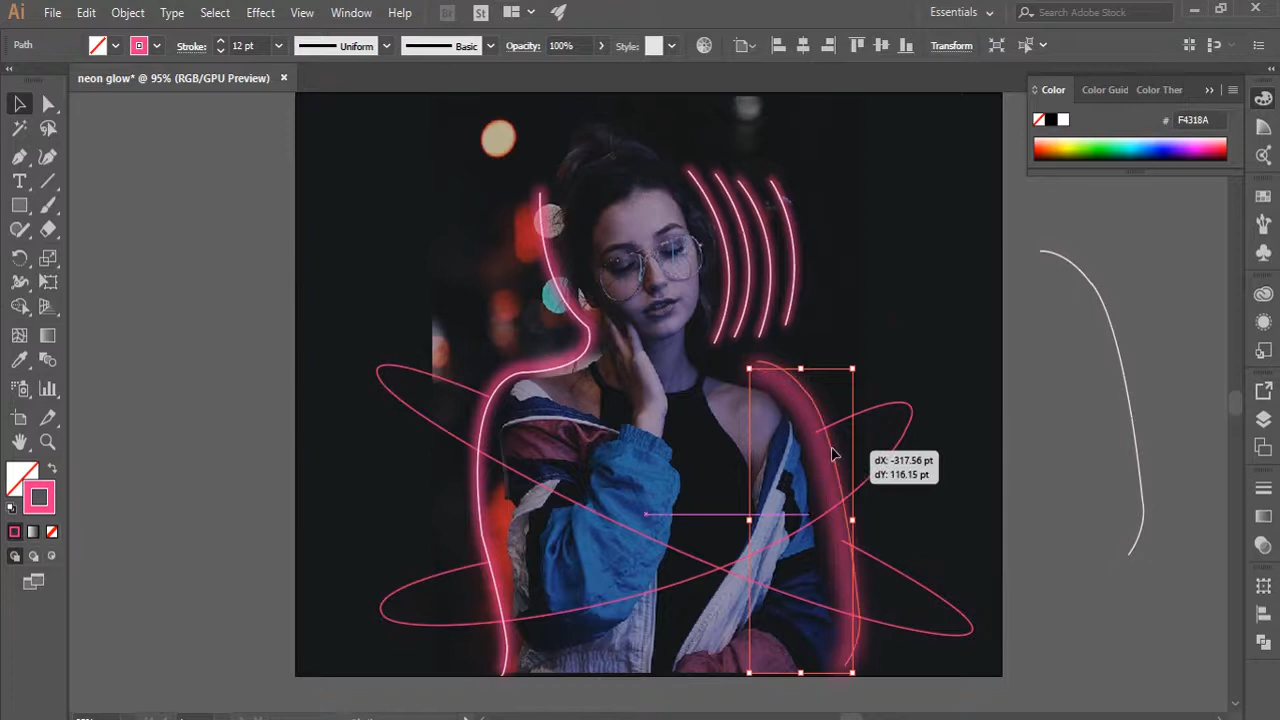 Ai File Edit Object Type Select Effect View Window Help Br St Essentials Search Adobe Stock
Path Stroke: 12 pt Uniform Basic Opacity: 100% Style: Transform
neon glow* @ 95% (RGB/GPU Preview)
Color Color Guid Color Ther
# F4318A
dX: -317.56 pt
dY: 116.15 pt